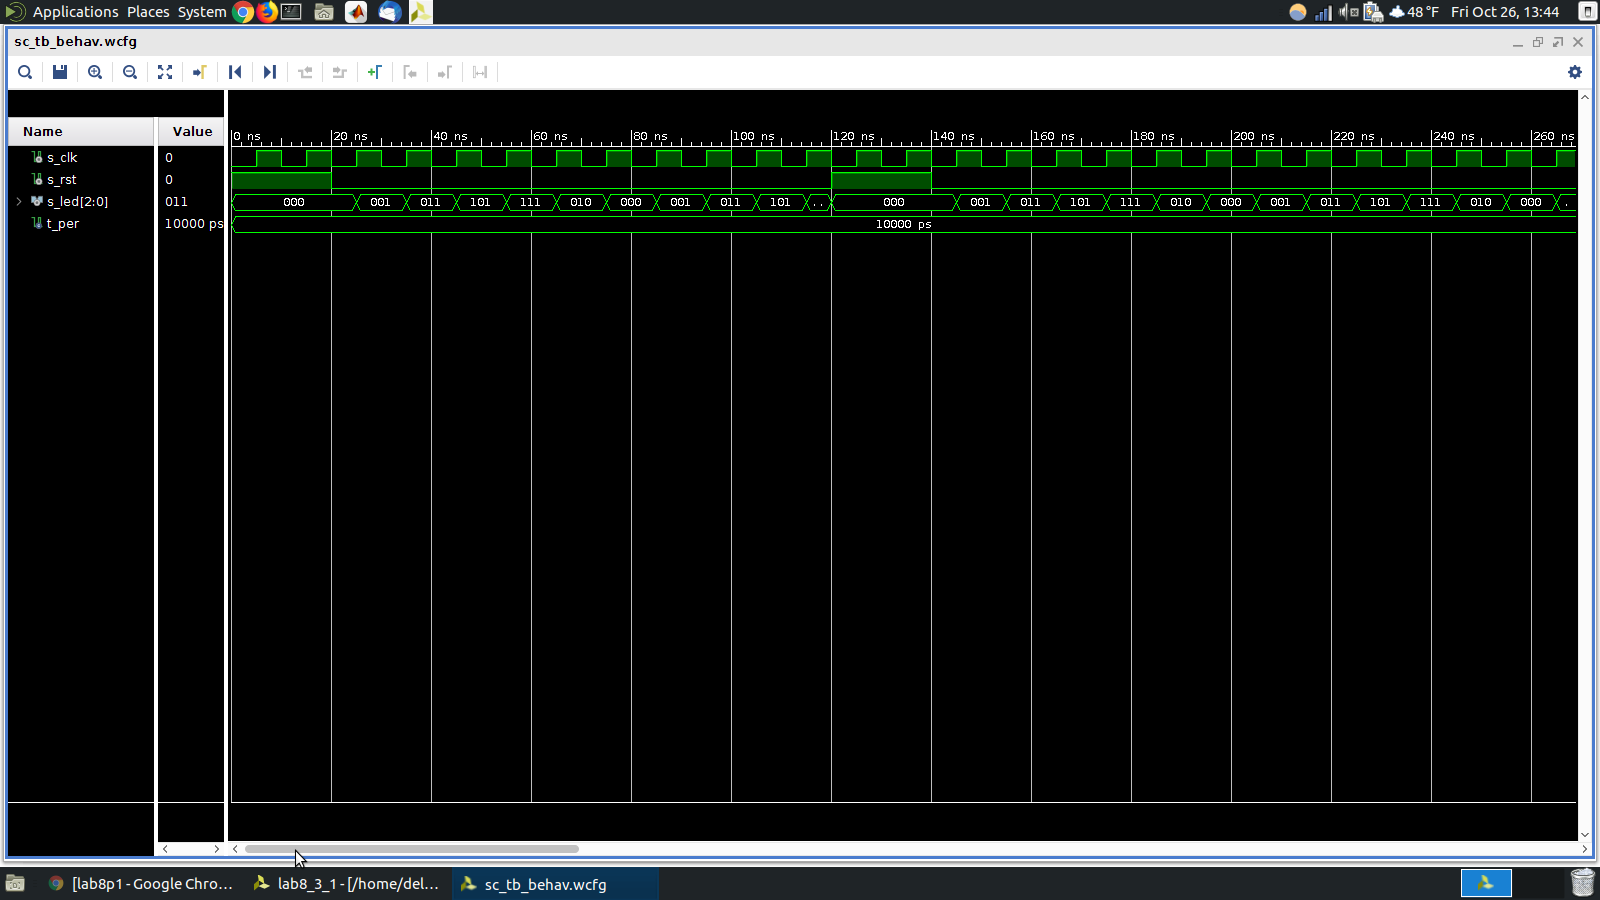 Applications Places System 48 °F Fri Oct 26, 13:44
sc_tb_behav.wcfg
Name Value
0 ns 20 ns 40 ns 60 ns 80 ns 100 ns 120 ns 140 ns 160 ns 180 ns 200 ns 220 ns 240 ns 260 ns
s_clk 0
s_rst 0
s_led[2:0] 011 000 001 011 101 111 010 000 001 011 101 .. 000 001 011 101 111 010 000 001 011 101 111 010 000 .
t_per 10000 ps 10000 ps
[lab8p1 - Google Chro... lab8_3_1 - [/home/del... sc_tb_behav.wcfg